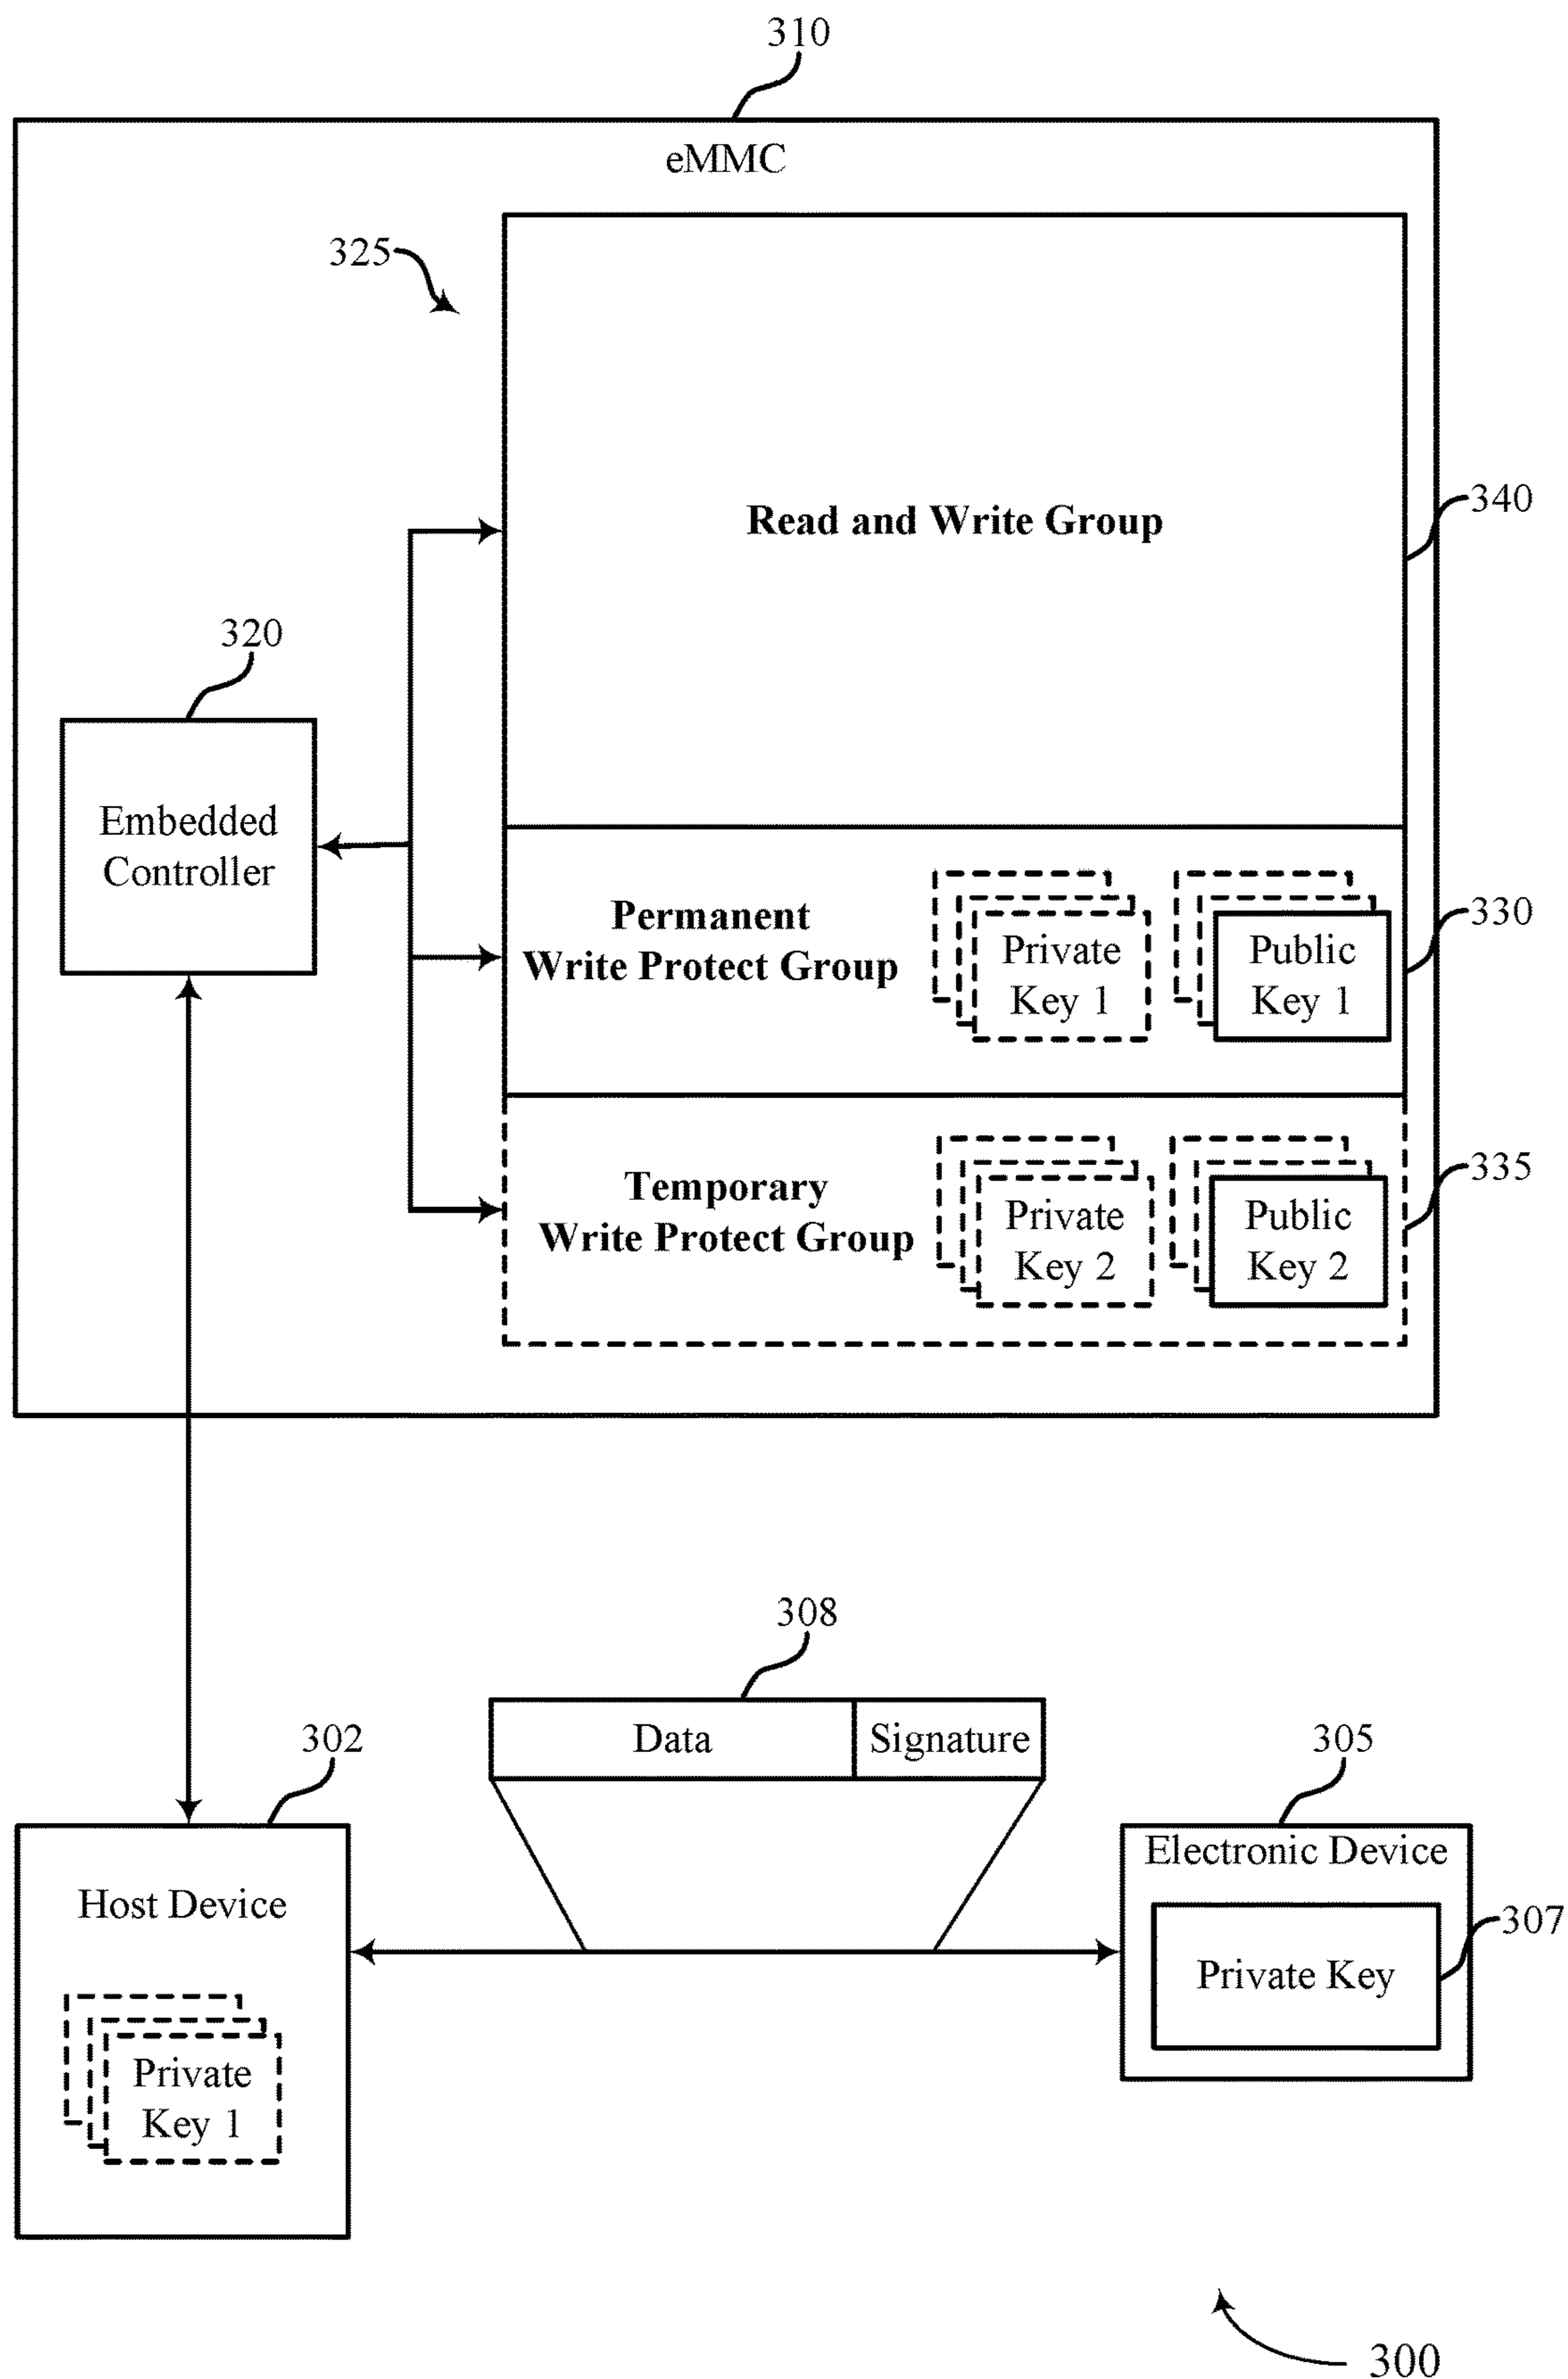 310
eMMC
325
340
Read and Write Group
320
Embedded
Controller
Permanent
Write Protect Group
Private
Key 1
Public
Key 1
330
Temporary
Write Protect Group
Private
Key 2
Public
Key 2
335
308
Data
Signature
302
Host Device
Private
Key 1
305
Electronic Device
307
Private Key
300